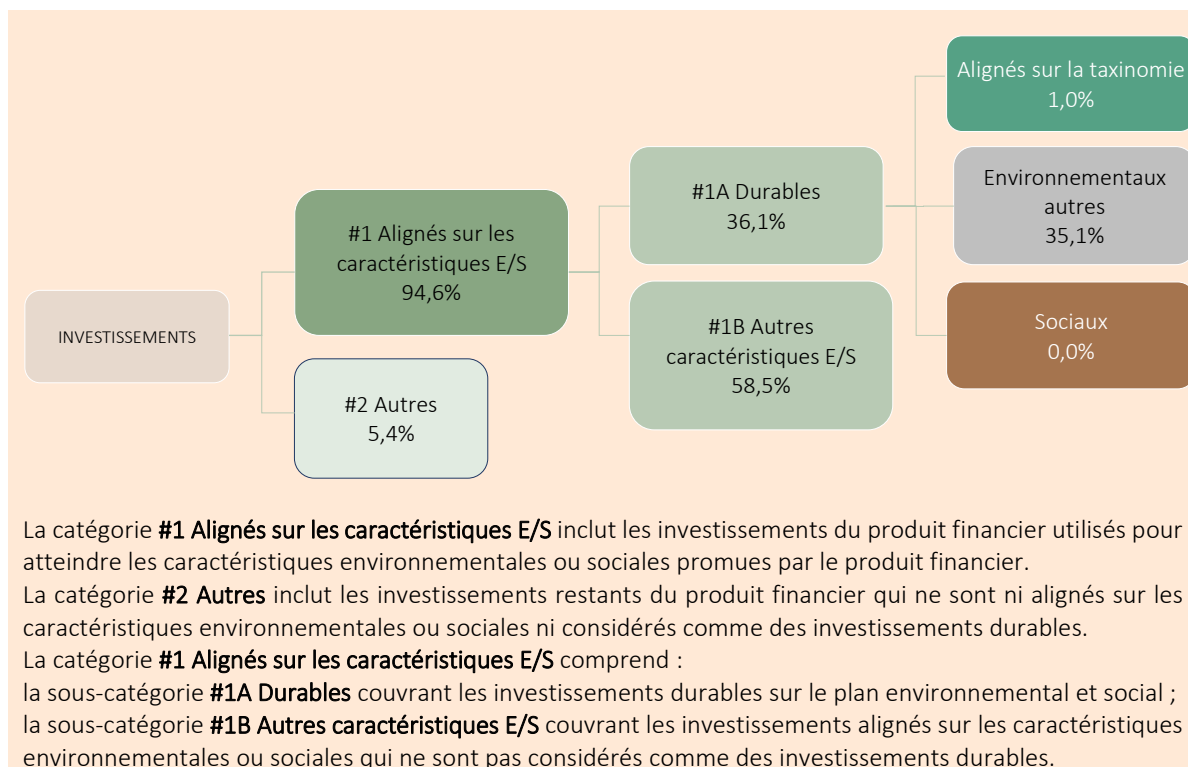 INVESTISSEMENTS
#1 Alignés sur les
caractéristiques E/S
94,6%
#2 Autres
5,4%
#1A Durables
36,1%
#1B Autres
caractéristiques E/S
58,5%
Alignés sur la taxinomie
1,0%
Environnementaux
autres
35,1%
Sociaux
0,0%
La catégorie #1 Alignés sur les caractéristiques E/S inclut les investissements du produit financier utilisés pour
atteindre les caractéristiques environnementales ou sociales promues par le produit financier.
La catégorie #2 Autres inclut les investissements restants du produit financier qui ne sont ni alignés sur les
caractéristiques environnementales ou sociales ni considérés comme des investissements durables.
La catégorie #1 Alignés sur les caractéristiques E/S comprend :
la sous-catégorie #1A Durables couvrant les investissements durables sur le plan environnemental et social ;
la sous-catégorie #1B Autres caractéristiques E/S couvrant les investissements alignés sur les caractéristiques
environnementales ou sociales qui ne sont pas considérés comme des investissements durables.